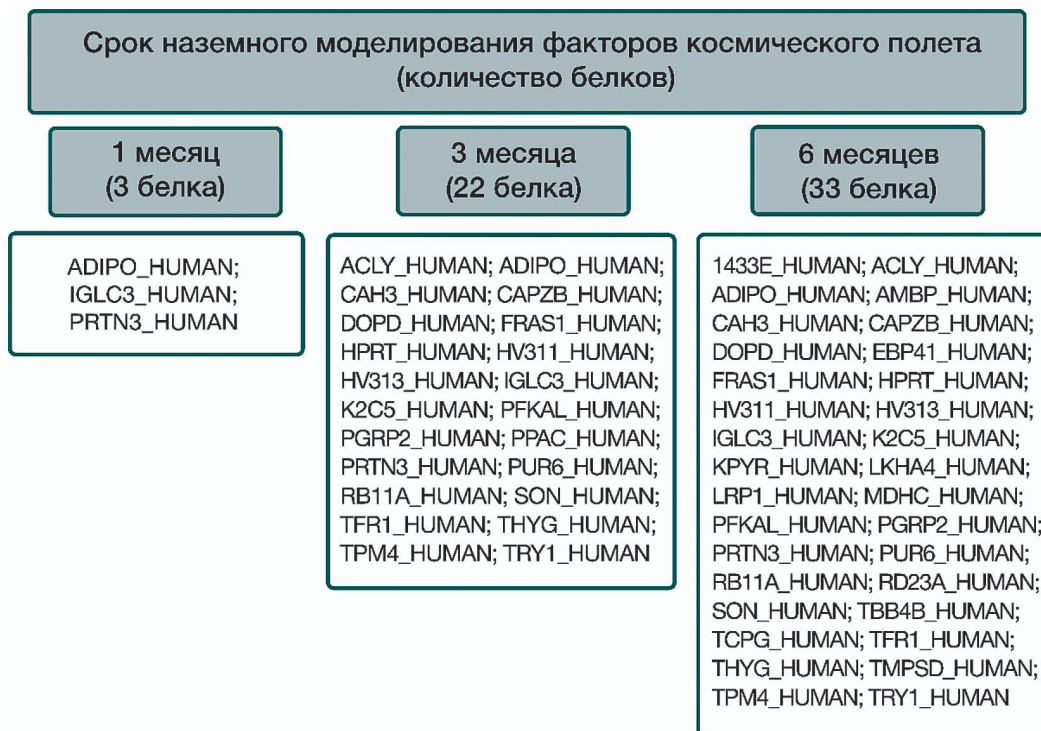 Срок наземного моделирования факторов космического полета
(количество белков)
1 месяц
(3 белка)
3 месяца
(22 белка)
6 месяцев
(33 белка)
ADIPO_HUMAN;
IGLC3_HUMAN;
PRTN3_HUMAN
ACLY_HUMAN; ADIPO_HUMAN;
CAH3_HUMAN; CAPZB_HUMAN;
DOPD_HUMAN; FRAS1_HUMAN;
HPRT_HUMAN; HV311_HUMAN;
HV313_HUMAN; IGLC3_HUMAN;
K2C5_HUMAN; PFKAL_HUMAN;
PGRP2_HUMAN; PPAC_HUMAN;
PRTN3_HUMAN; PUR6_HUMAN;
RB11A_HUMAN; SON_HUMAN;
TFR1_HUMAN; THYG_HUMAN;
TPM4_HUMAN; TRY1_HUMAN
1433E_HUMAN; ACLY_HUMAN;
ADIPO_HUMAN; AMBP_HUMAN;
CAH3_HUMAN; CAPZB_HUMAN;
DOPD_HUMAN; EBP41_HUMAN;
FRAS1_HUMAN; HPRT_HUMAN;
HV311_HUMAN; HV313_HUMAN;
IGLC3_HUMAN; K2C5_HUMAN;
KPYR_HUMAN; LKHA4_HUMAN;
LRP1_HUMAN; MDHC_HUMAN;
PFKAL_HUMAN; PGRP2_HUMAN;
PRTN3_HUMAN; PUR6_HUMAN;
RB11A_HUMAN; RD23A_HUMAN;
SON_HUMAN; TBB4B_HUMAN;
TCPG_HUMAN; TFR1_HUMAN;
THYG_HUMAN; TMPSD_HUMAN;
TPM4_HUMAN; TRY1_HUMAN